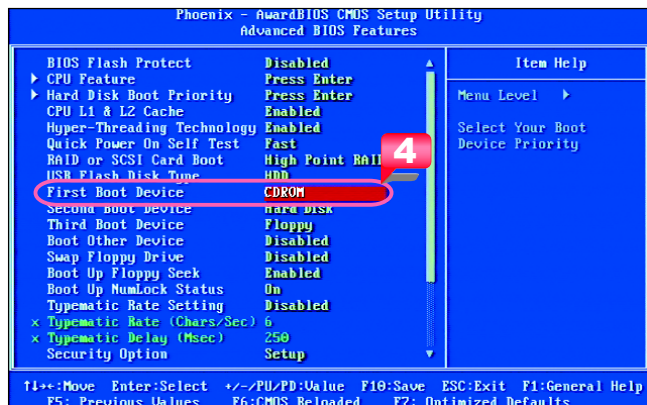 Phoenix - AwardBIOS CMOS Setup Utility
Advanced BIOS Features
BIOS Flash Protect Disabled
CPU Feature Press Enter
Hard Disk Boot Priority Press Enter
CPU L1 & L2 Cache Enabled
Hyper-Threading Technology Enabled
Quick Power On Self Test Fast
RAID or SCSI Card Boot High Point RAID
USB Flash Disk Type HDD
First Boot Device CDROM
Second Boot Device Hard Disk
Third Boot Device Floppy
Boot Other Device Disabled
Swap Floppy Drive Disabled
Boot Up Floppy Seek Enabled
Boot Up NumLock Status On
Typematic Rate Setting Disabled
x Typematic Rate (Chars/Sec) 6
x Typematic Delay (Msec) 250
Security Option Setup
4
Item Help
Menu Level
Select Your Boot
Device Priority
↑↓→←:Move Enter:Select +/-/PU/PD:Value F10:Save ESC:Exit F1:General Help
F5: Previous Values F6:CMOS Reloaded F7: Optimized Defaults